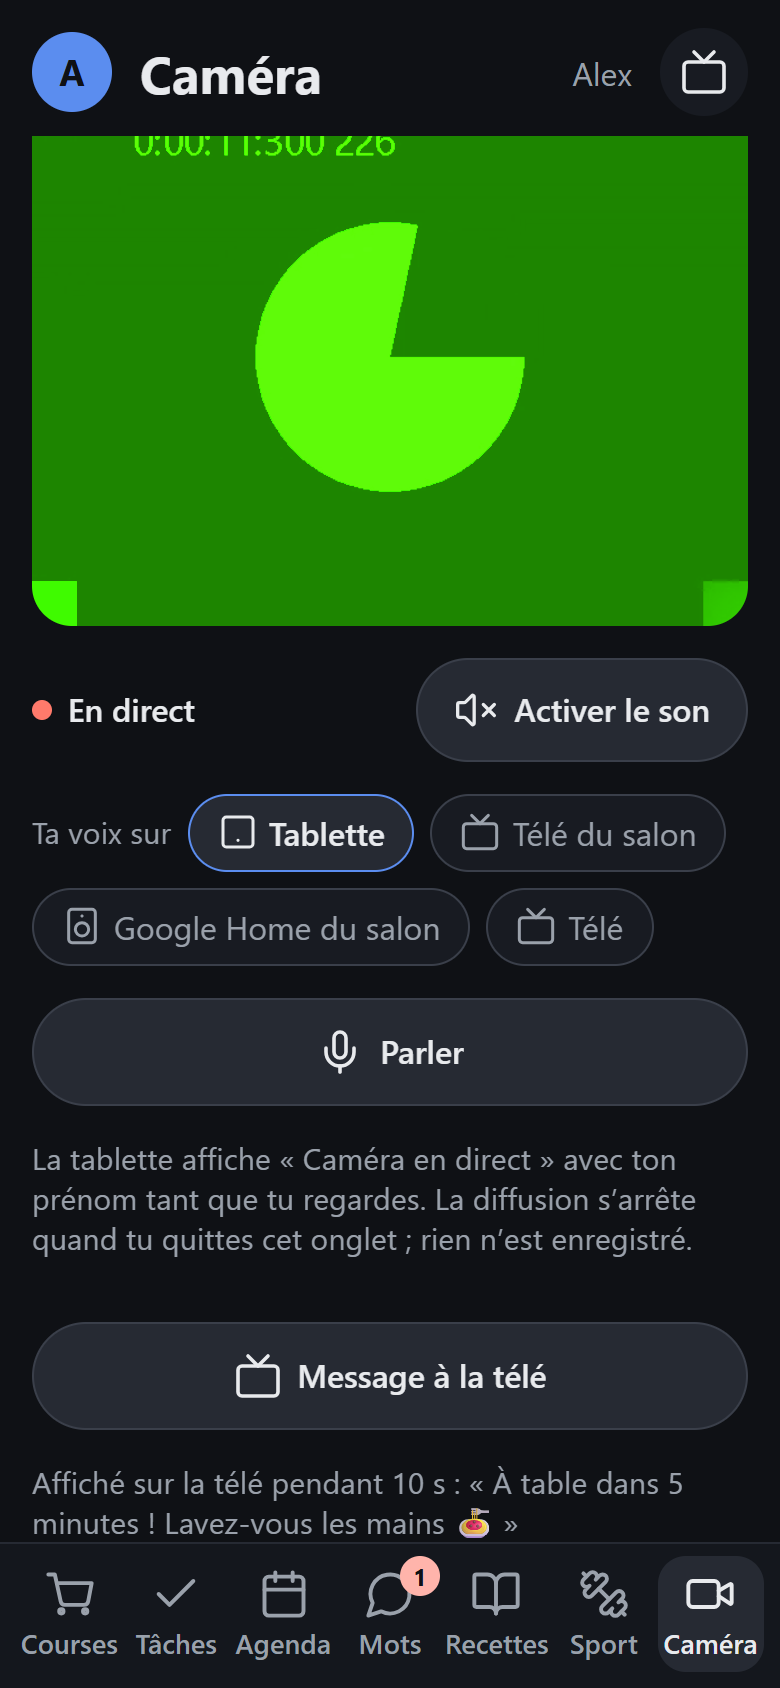 A
Caméra
Alex
0:00:11:300 226
En direct
Activer le son
Ta voix sur
Tablette
Télé du salon
Google Home du salon
Télé
Parler
La tablette affiche « Caméra en direct » avec ton
prénom tant que tu regardes. La diffusion s’arrête
quand tu quittes cet onglet ; rien n’est enregistré.
Message à la télé
Affiché sur la télé pendant 10 s : « À table dans 5
minutes ! Lavez-vous les mains 🍝 »
1
Courses
Tâches
Agenda
Mots
Recettes
Sport
Caméra